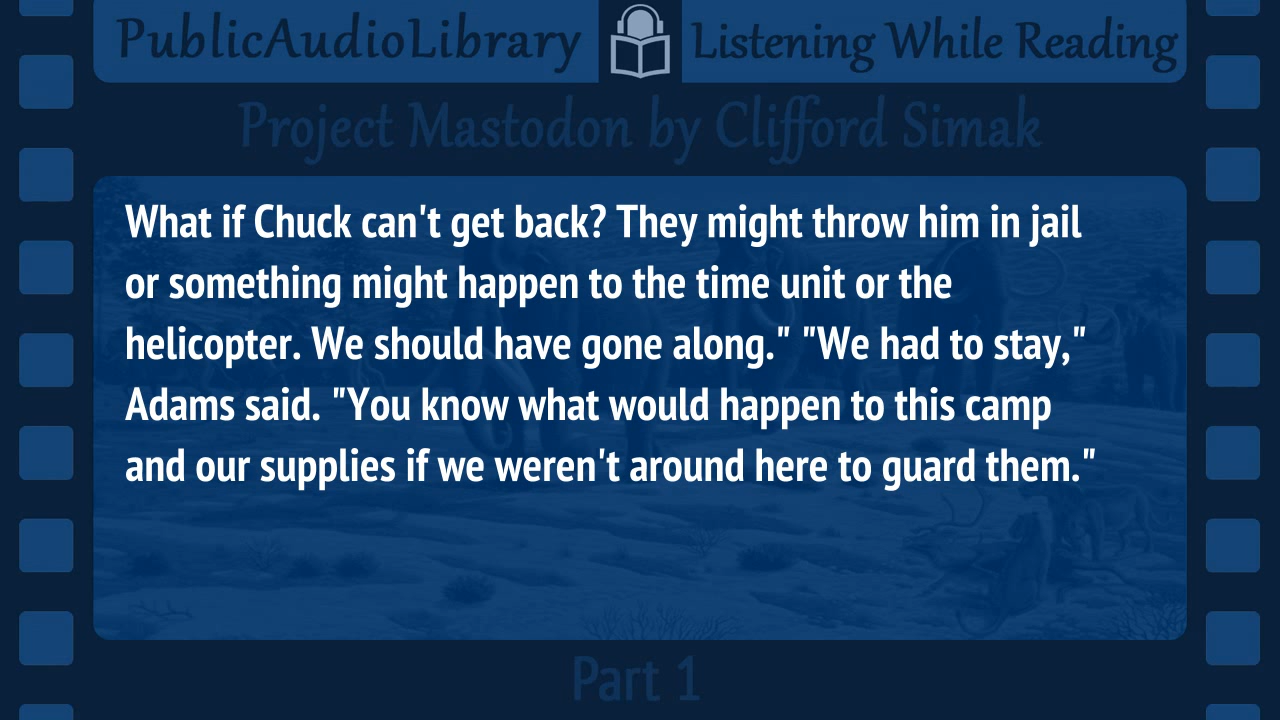 PublicAudioLibrary Listening While Reading
Project Mastodon by Clifford Simak
What if Chuck can't get back? They might throw him in jail
or something might happen to the time unit or the
helicopter. We should have gone along." "We had to stay,"
Adams said. "You know what would happen to this camp
and our supplies if we weren't around here to guard them."
Part 1